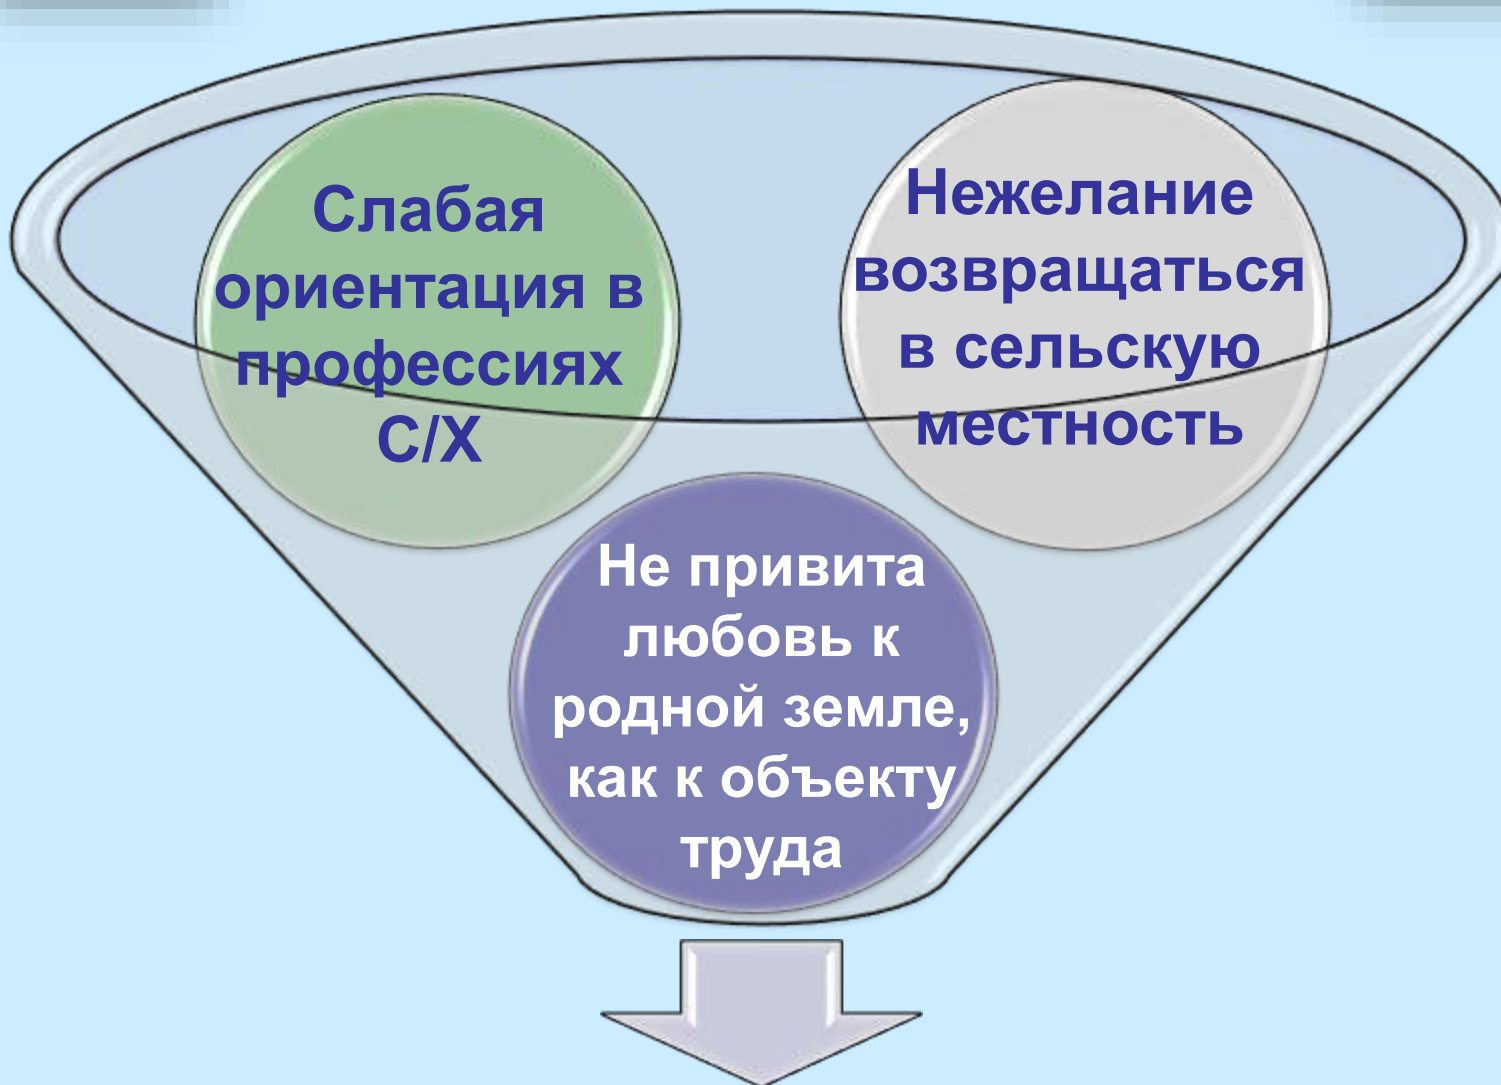 Слабая
ориентация в
профессиях
С/Х
Нежелание
возвращаться
в сельскую
местность
Не привита
любовь к
родной земле,
как к объекту
труда